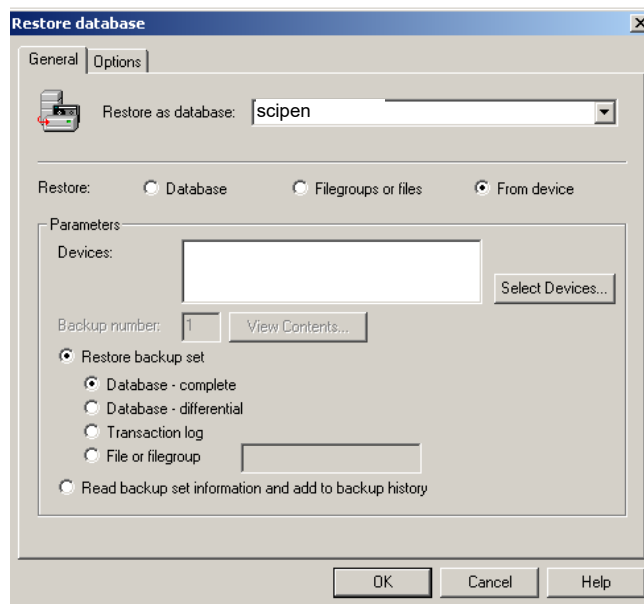 Restore database
General Options
Restore as database: scipen
Restore: Database Filegroups or files From device
Parameters
Devices:
Select Devices...
Backup number: 1 View Contents...
Restore backup set
Database - complete
Database - differential
Transaction log
File or filegroup
Read backup set information and add to backup history
OK Cancel Help